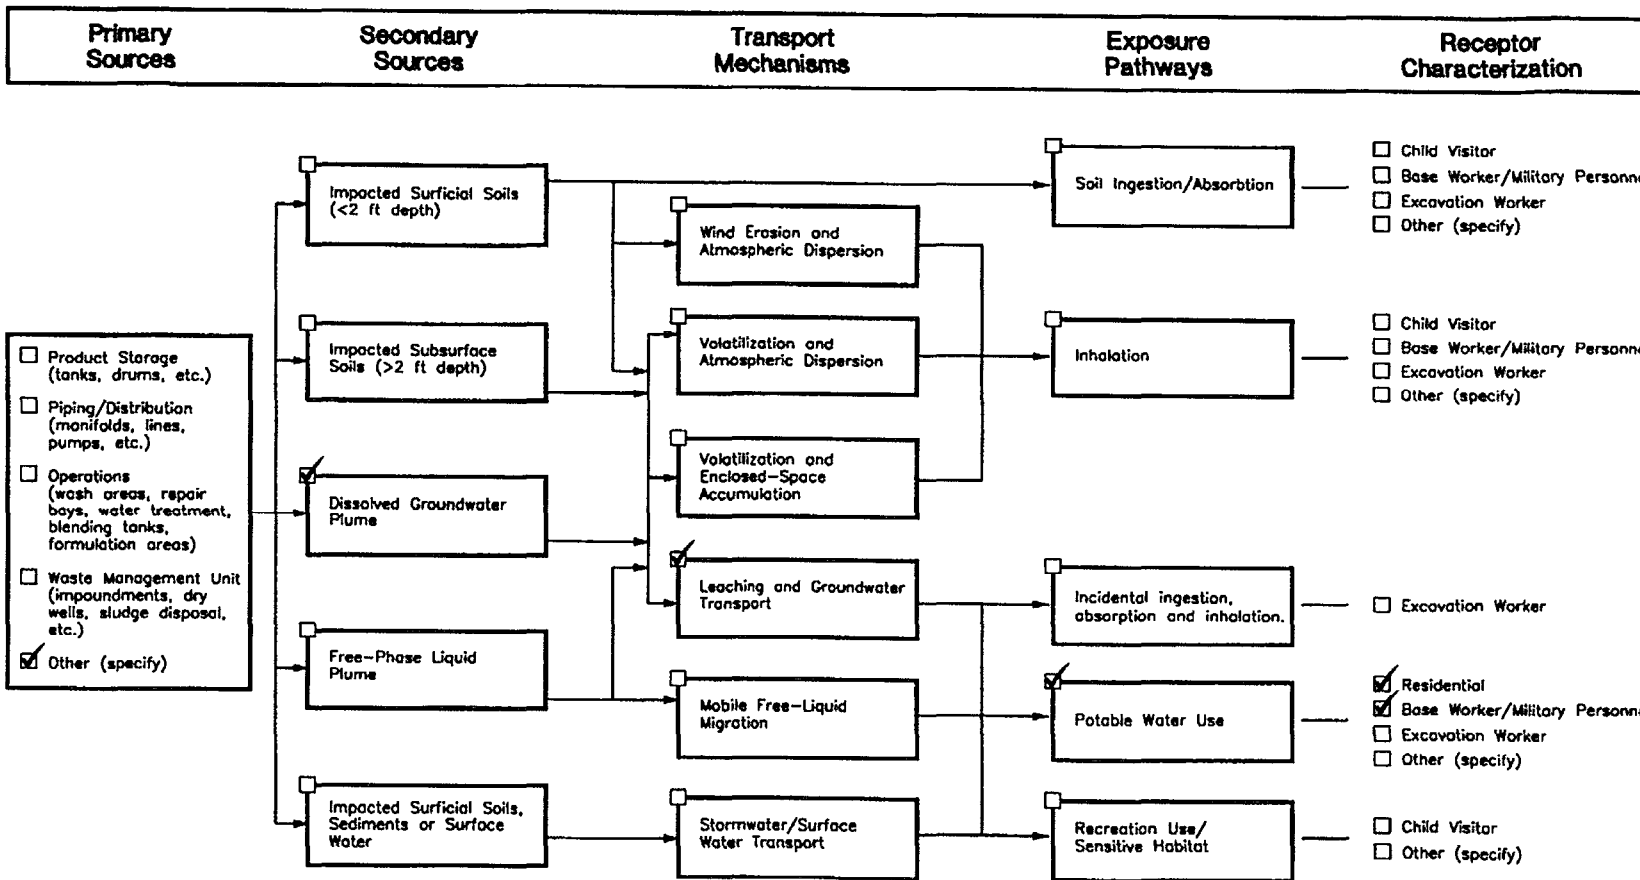 Primary
Sources
Secondary
Sources
Transport
Mechanisms
Exposure
Pathways
Receptor
Characterization
Product Storage
(tanks, drums, etc.)
Piping/Distribution
(manifolds, lines,
pumps, etc.)
Operations
(wash areas, repair
bays, water treatment,
blending tanks,
formulation areas)
Waste Management Unit
(impoundments, dry
wells, sludge disposal,
etc.)
Other (specify)
Impacted Surficial Soils
(<2 ft depth)
Impacted Subsurface
Soils (>2 ft depth)
Dissolved Groundwater
Plume
Free-Phase Liquid
Plume
Impacted Surficial Soils,
Sediments or Surface
Water
Wind Erosion and
Atmospheric Dispersion
Volatilization and
Atmospheric Dispersion
Volatilization and
Enclosed-Space
Accumulation
Leaching and Groundwater
Transport
Mobile Free-Liquid
Migration
Stormwater/Surface
Water Transport
Soil Ingestion/Absorbtion
Inhalation
Incidental ingestion,
absorption and inhalation.
Potable Water Use
Recreation Use/
Sensitive Habitat
Child Visitor
Base Worker/Military Personne
Excavation Worker
Other (specify)
Child Visitor
Base Worker/Military Personne
Excavation Worker
Other (specify)
Excavation Worker
Residential
Base Worker/Military Personne
Excavation Worker
Other (specify)
Child Visitor
Other (specify)